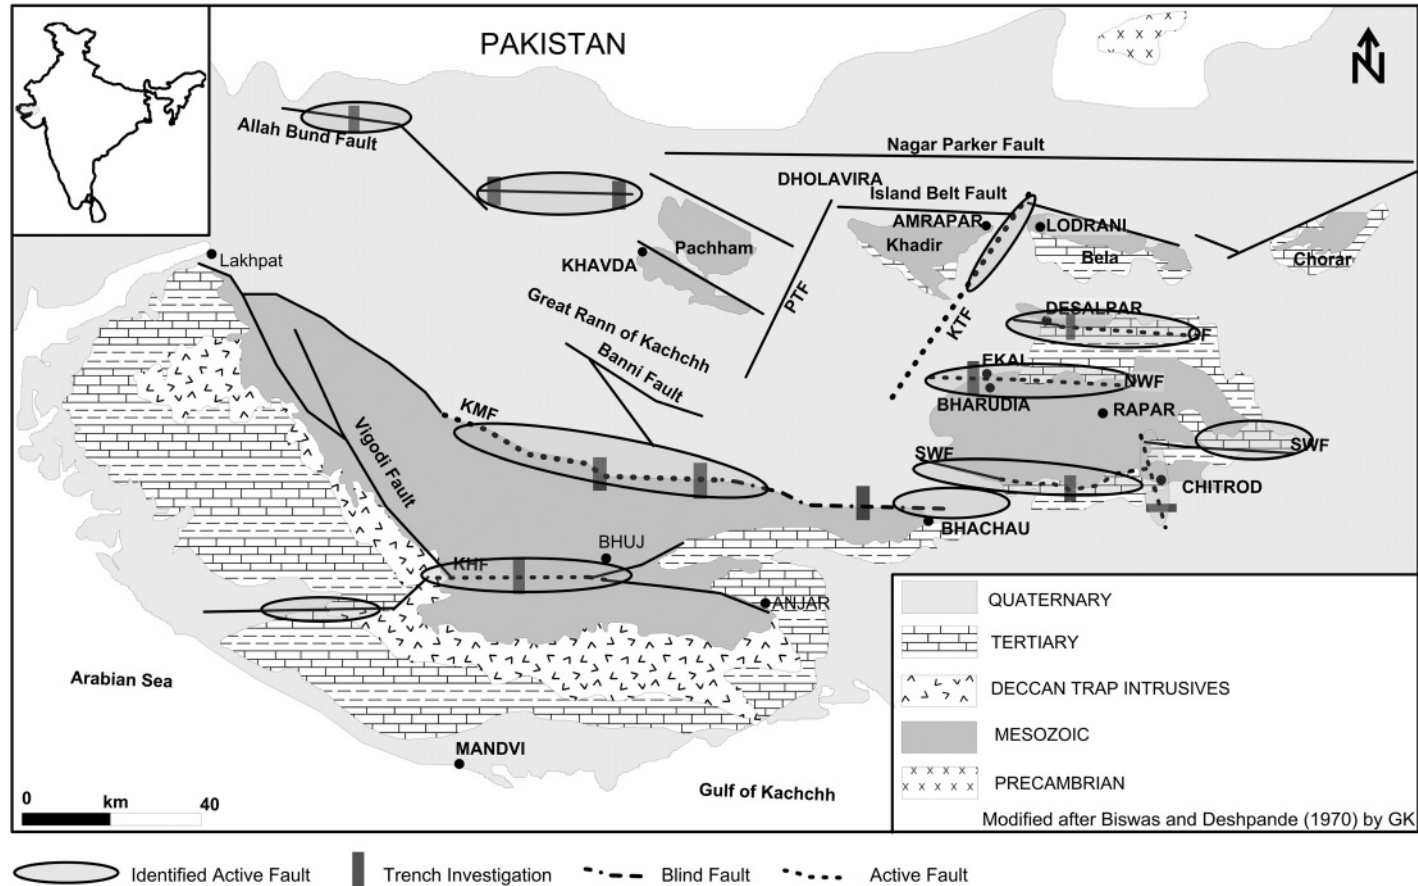 PAKISTAN
N
Allah Bund Fault
Nagar Parker Fault
DHOLAVIRA
Island Belt Fault
AMRAPAR
LODRANI
Khadir
Pachham
Bela
Chorar
Lakhpat
KHAVDA
PTF
KTF
Great Rann of Kachchh
Banni Fault
DESALPAR
GF
EKAL
NWF
BHARUDIA
RAPAR
KMF
Vigodi Fault
SWF
SWF
CHITROD
BHACHAU
BHUJ
KHF
ANJAR
Arabian Sea
MANDVI
Gulf of Kachchh
0 km 40
QUATERNARY
TERTIARY
DECCAN TRAP INTRUSIVES
MESOZOIC
PRECAMBRIAN
Modified after Biswas and Deshpande (1970) by GK
Identified Active Fault
Trench Investigation
Blind Fault
Active Fault